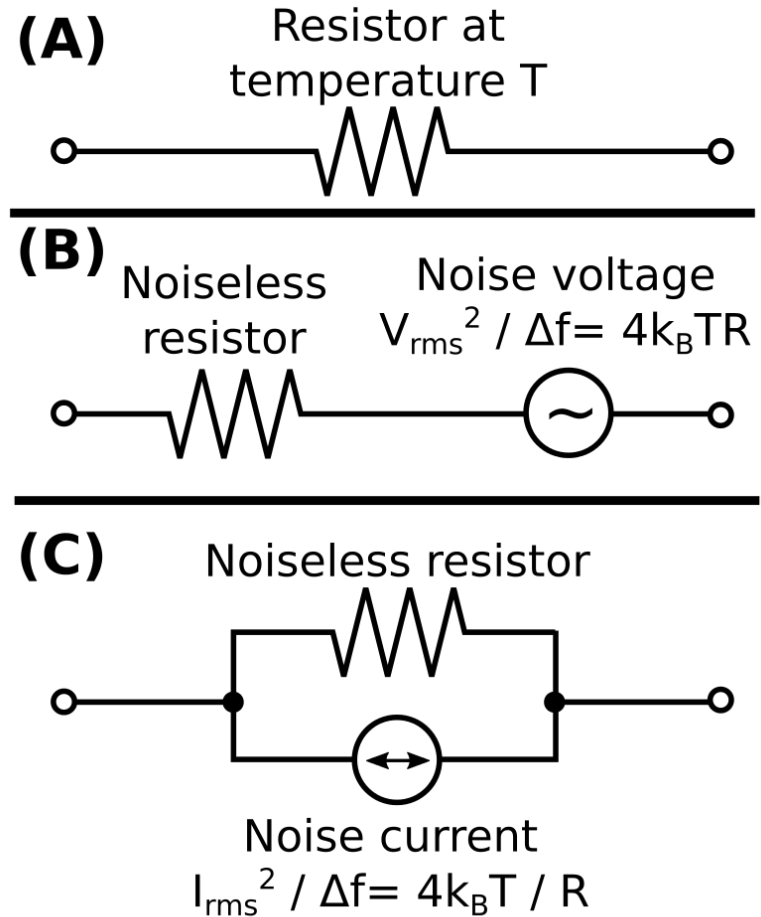 (A)
Resistor at
temperature T
(B)
Noiseless
resistor
Noise voltage
Vrms² / Δf= 4kBTR
~
(C)
Noiseless resistor
Noise current
Irms² / Δf= 4kBT / R